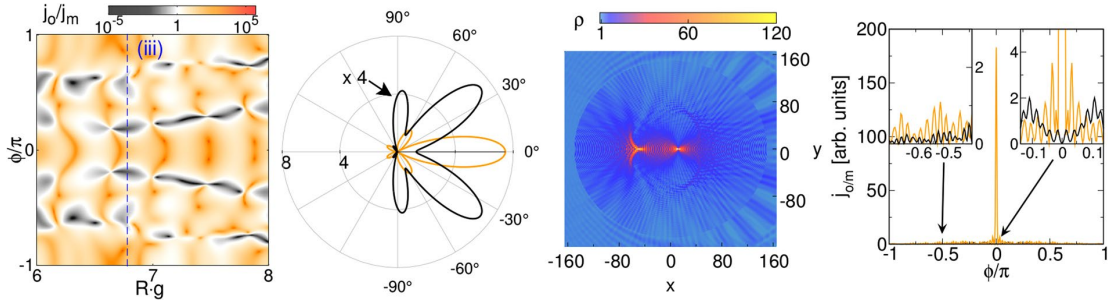 j_o/j_m
10^-5 1 10^5
(iii)
1
0
-1
ϕ/π
6 7 8
R·g
90°
60°
30°
0°
-30°
-60°
-90°
x 4
8 4
ρ
1 60 120
160
80
0
-80
y
-160 -80 0 80 160
x
j_o/m [arb. units]
200
150
100
50
0
2
0
-0.6 -0.5
4
2
0
-0.1 0.1
-1 -0.5 0 0.5 1
ϕ/π